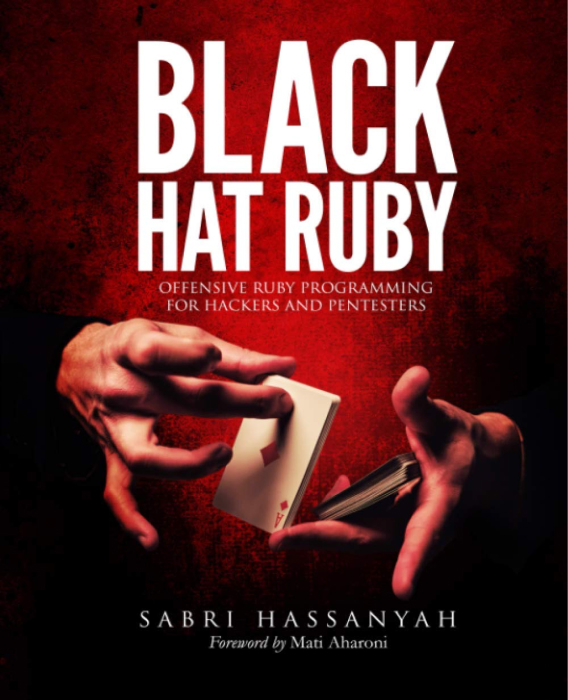 BLACK
HAT RUBY
OFFENSIVE RUBY PROGRAMMING
FOR HACKERS AND PENTESTERS
A
SABRI HASSANYAH
Foreword by Mati Aharoni